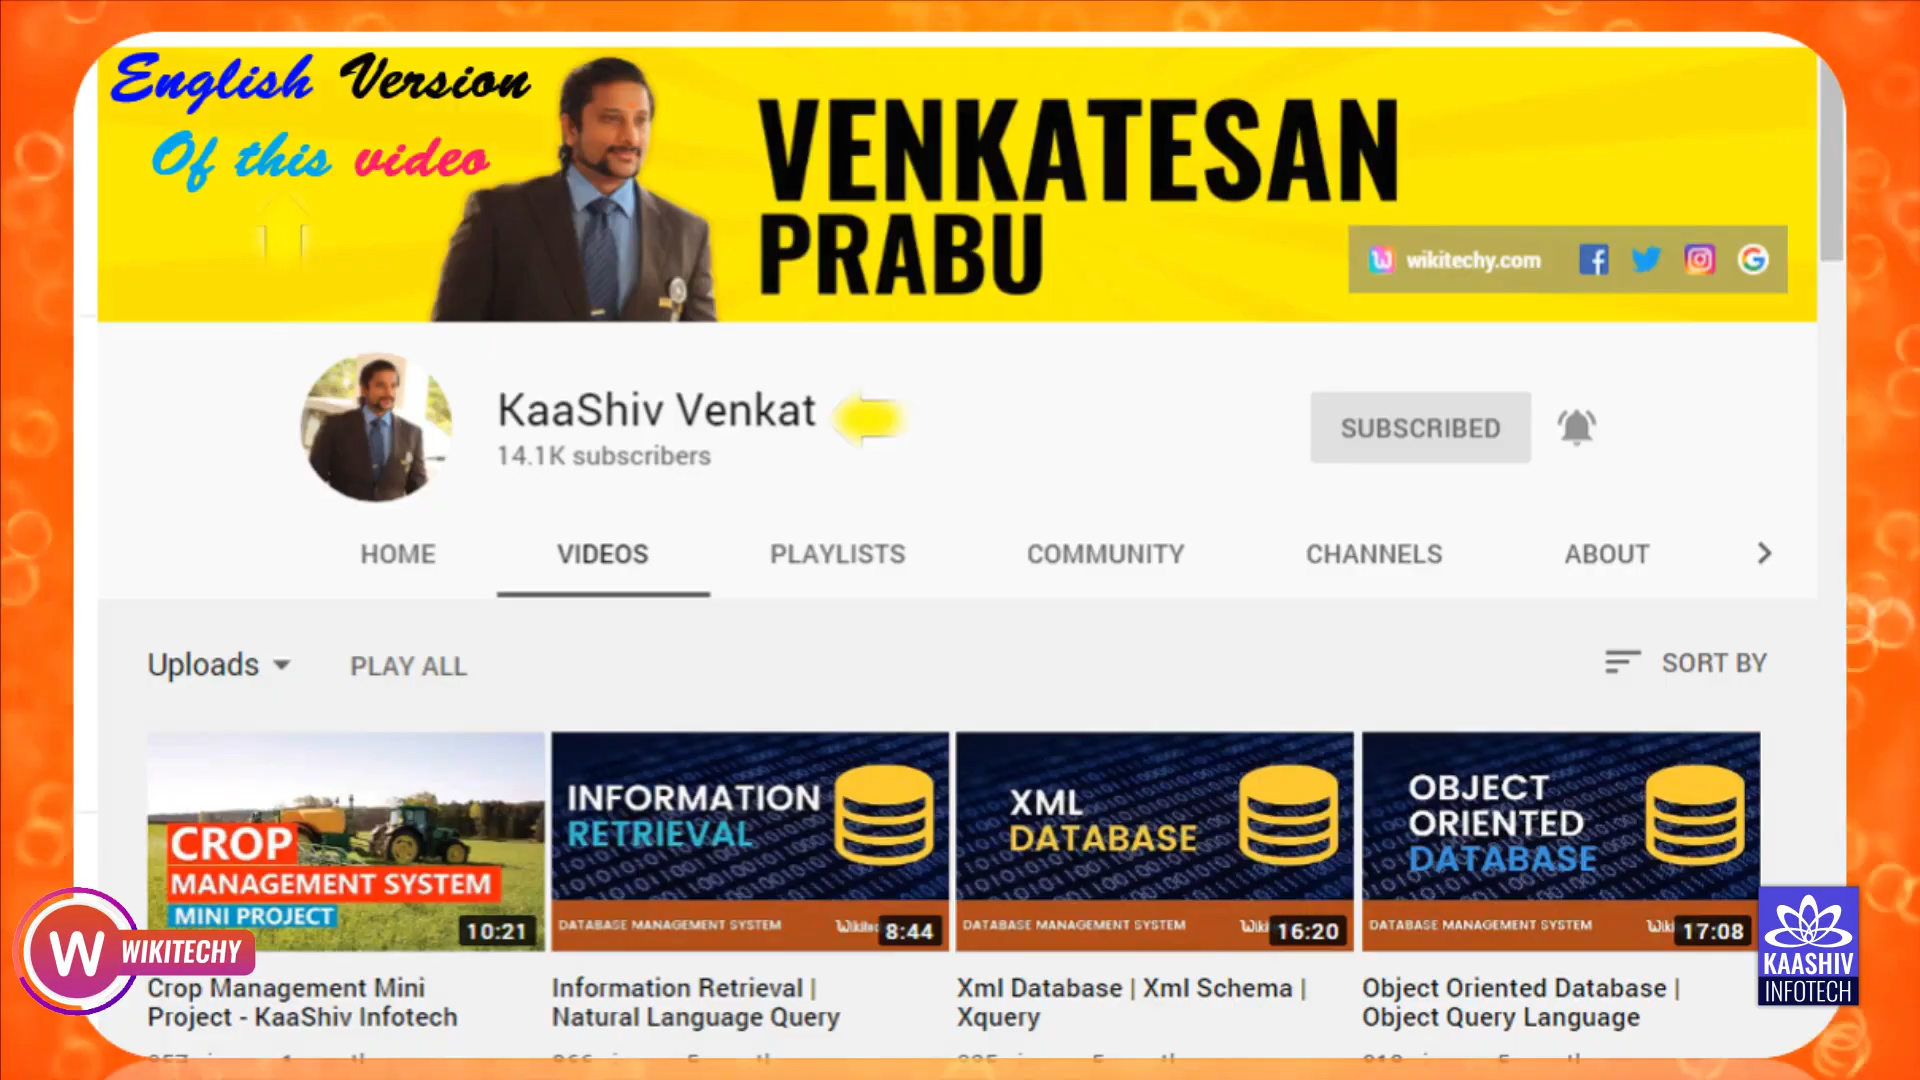 English Version
Of this video
VENKATESAN
PRABU
wikitechy.com
KaaShiv Venkat
14.1K subscribers
SUBSCRIBED
HOME
VIDEOS
PLAYLISTS
COMMUNITY
CHANNELS
ABOUT
Uploads
PLAY ALL
SORT BY
CROP
MANAGEMENT SYSTEM
MINI PROJECT
10:21
INFORMATION
RETRIEVAL
DATABASE MANAGEMENT SYSTEM
8:44
XML
DATABASE
DATABASE MANAGEMENT SYSTEM
16:20
OBJECT
ORIENTED
DATABASE
DATABASE MANAGEMENT SYSTEM
17:08
Crop Management Mini
Project - KaaShiv Infotech
Information Retrieval |
Natural Language Query
Xml Database | Xml Schema |
Xquery
Object Oriented Database |
Object Query Language
W WIKITECHY
KAASHIV
INFOTECH